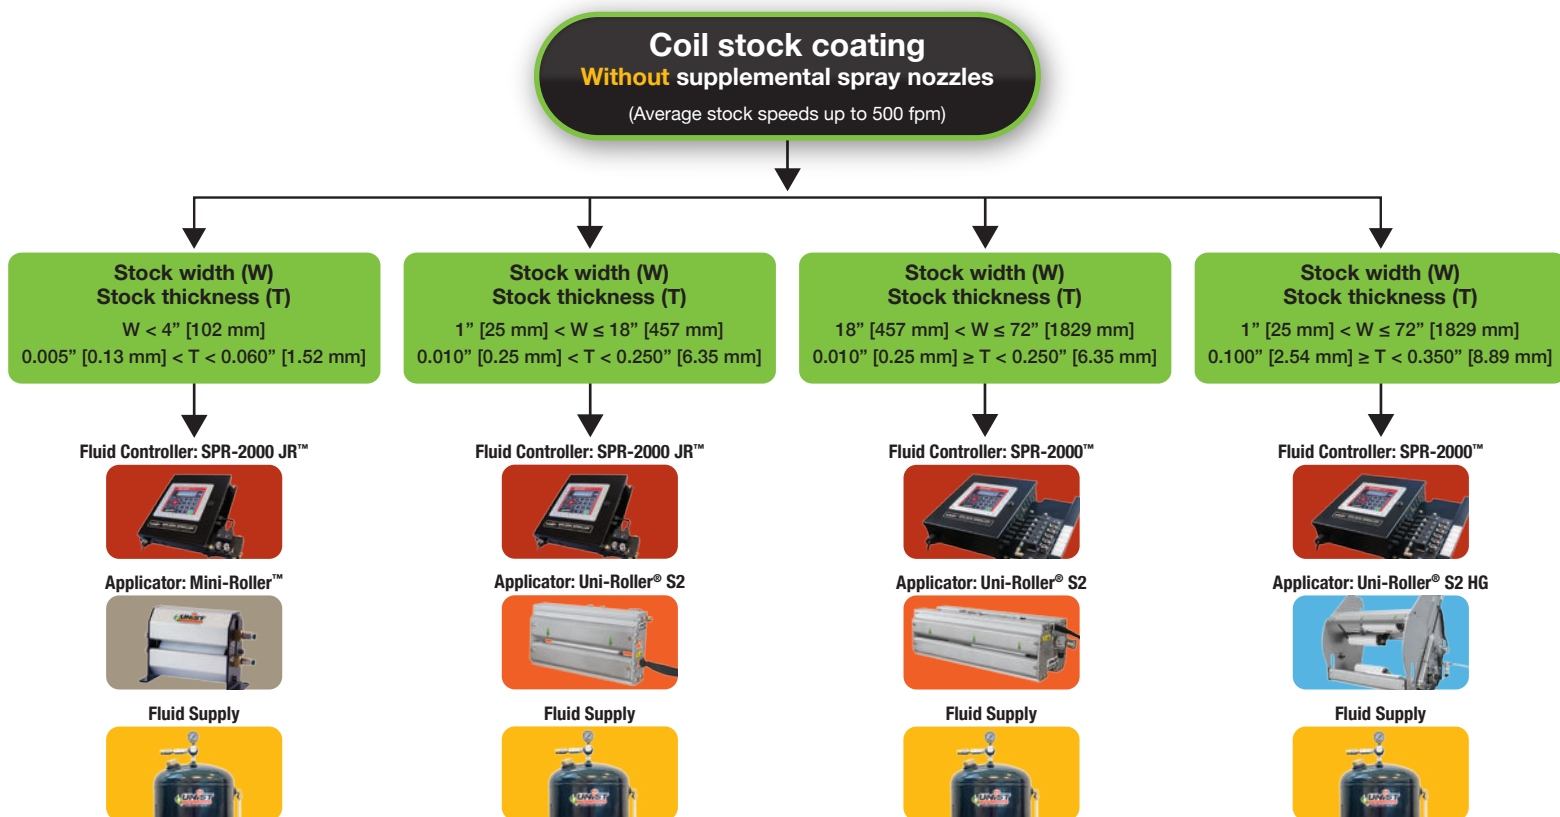 Coil stock coating
Without supplemental spray nozzles
(Average stock speeds up to 500 fpm)
Stock width (W)
Stock thickness (T)
W < 4” [102 mm]
0.005” [0.13 mm] < T < 0.060” [1.52 mm]
Stock width (W)
Stock thickness (T)
1” [25 mm] < W ≤ 18” [457 mm]
0.010” [0.25 mm] < T < 0.250” [6.35 mm]
Stock width (W)
Stock thickness (T)
18” [457 mm] < W ≤ 72” [1829 mm]
0.010” [0.25 mm] ≥ T < 0.250” [6.35 mm]
Stock width (W)
Stock thickness (T)
1” [25 mm] < W ≤ 72” [1829 mm]
0.100” [2.54 mm] ≥ T < 0.350” [8.89 mm]
Fluid Controller: SPR-2000 JR™
Fluid Controller: SPR-2000 JR™
Fluid Controller: SPR-2000™
Fluid Controller: SPR-2000™
Applicator: Mini-Roller™
UNIST
Applicator: Uni-Roller® S2
Applicator: Uni-Roller® S2
Applicator: Uni-Roller® S2 HG
Fluid Supply
UNIST
Fluid Supply
UNIST
Fluid Supply
UNIST
Fluid Supply
UNIST